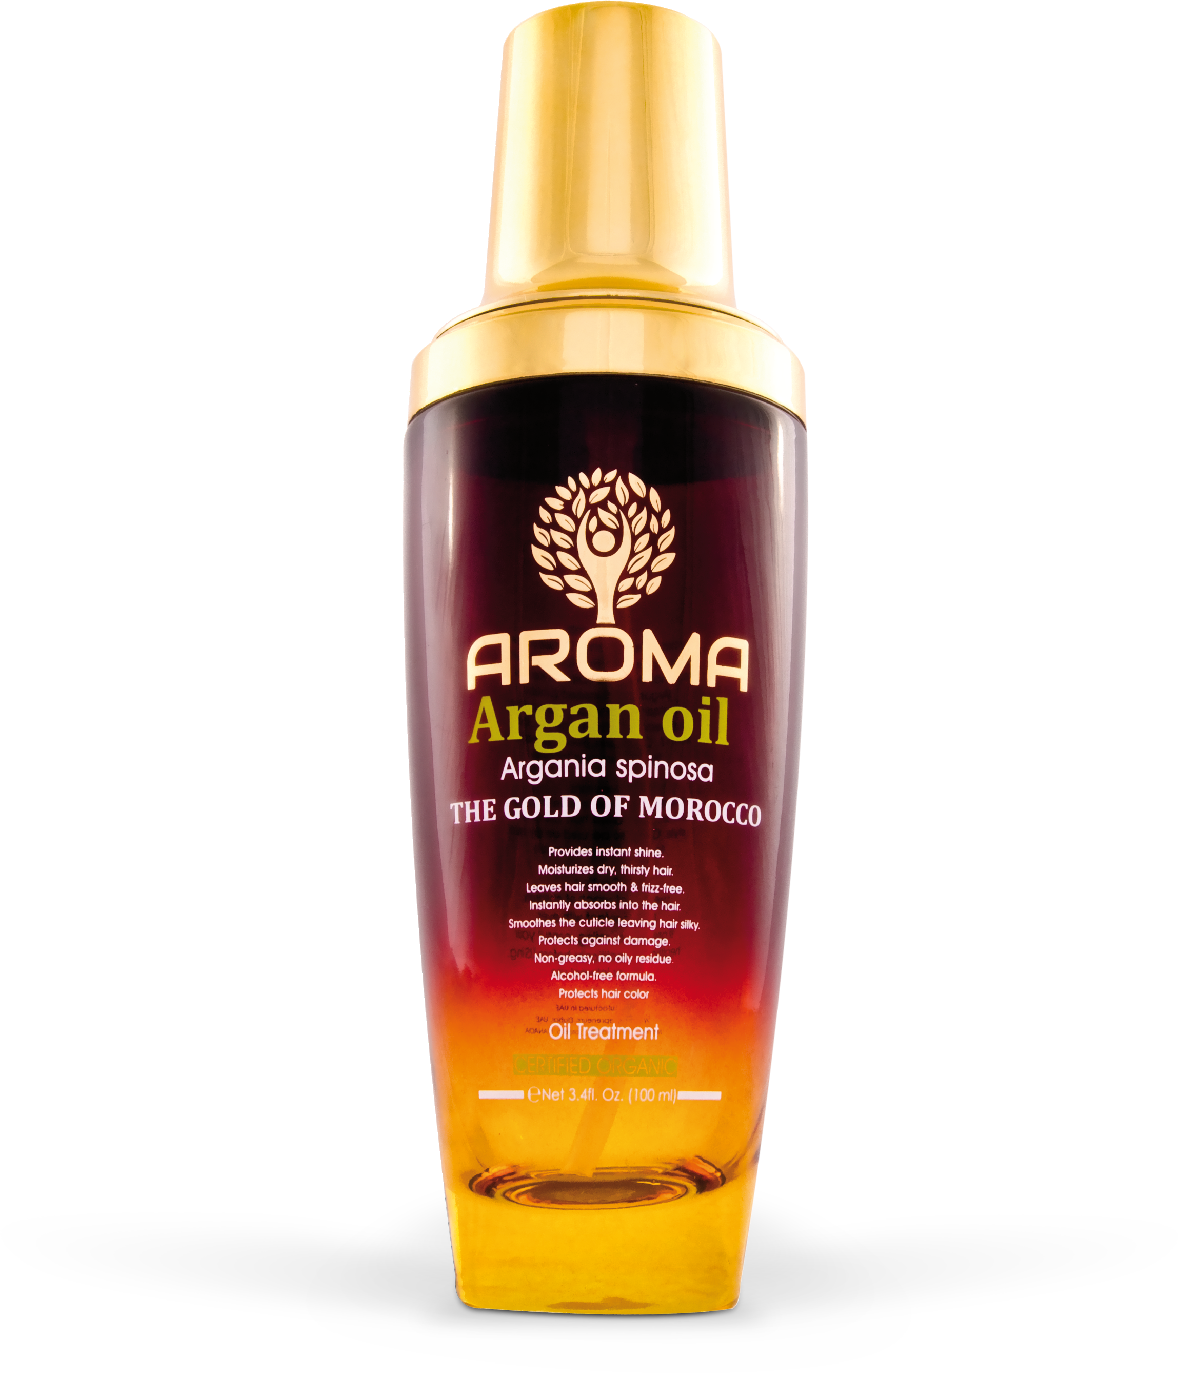 AROMA
Argan oil
Argania spinosa
THE GOLD OF MOROCCO
Provides instant shine.
Moisturizes dry, thirsty hair.
Leaves hair smooth & frizz-free.
Instantly absorbs into the hair.
Smoothes the cuticle leaving hair silky.
Protects against damage.
Non-greasy, no oily residue.
Alcohol-free formula.
Protects hair color
Oil Treatment
CERTIFIED ORGANIC
℮Net 3.4fl. Oz. (100 ml)